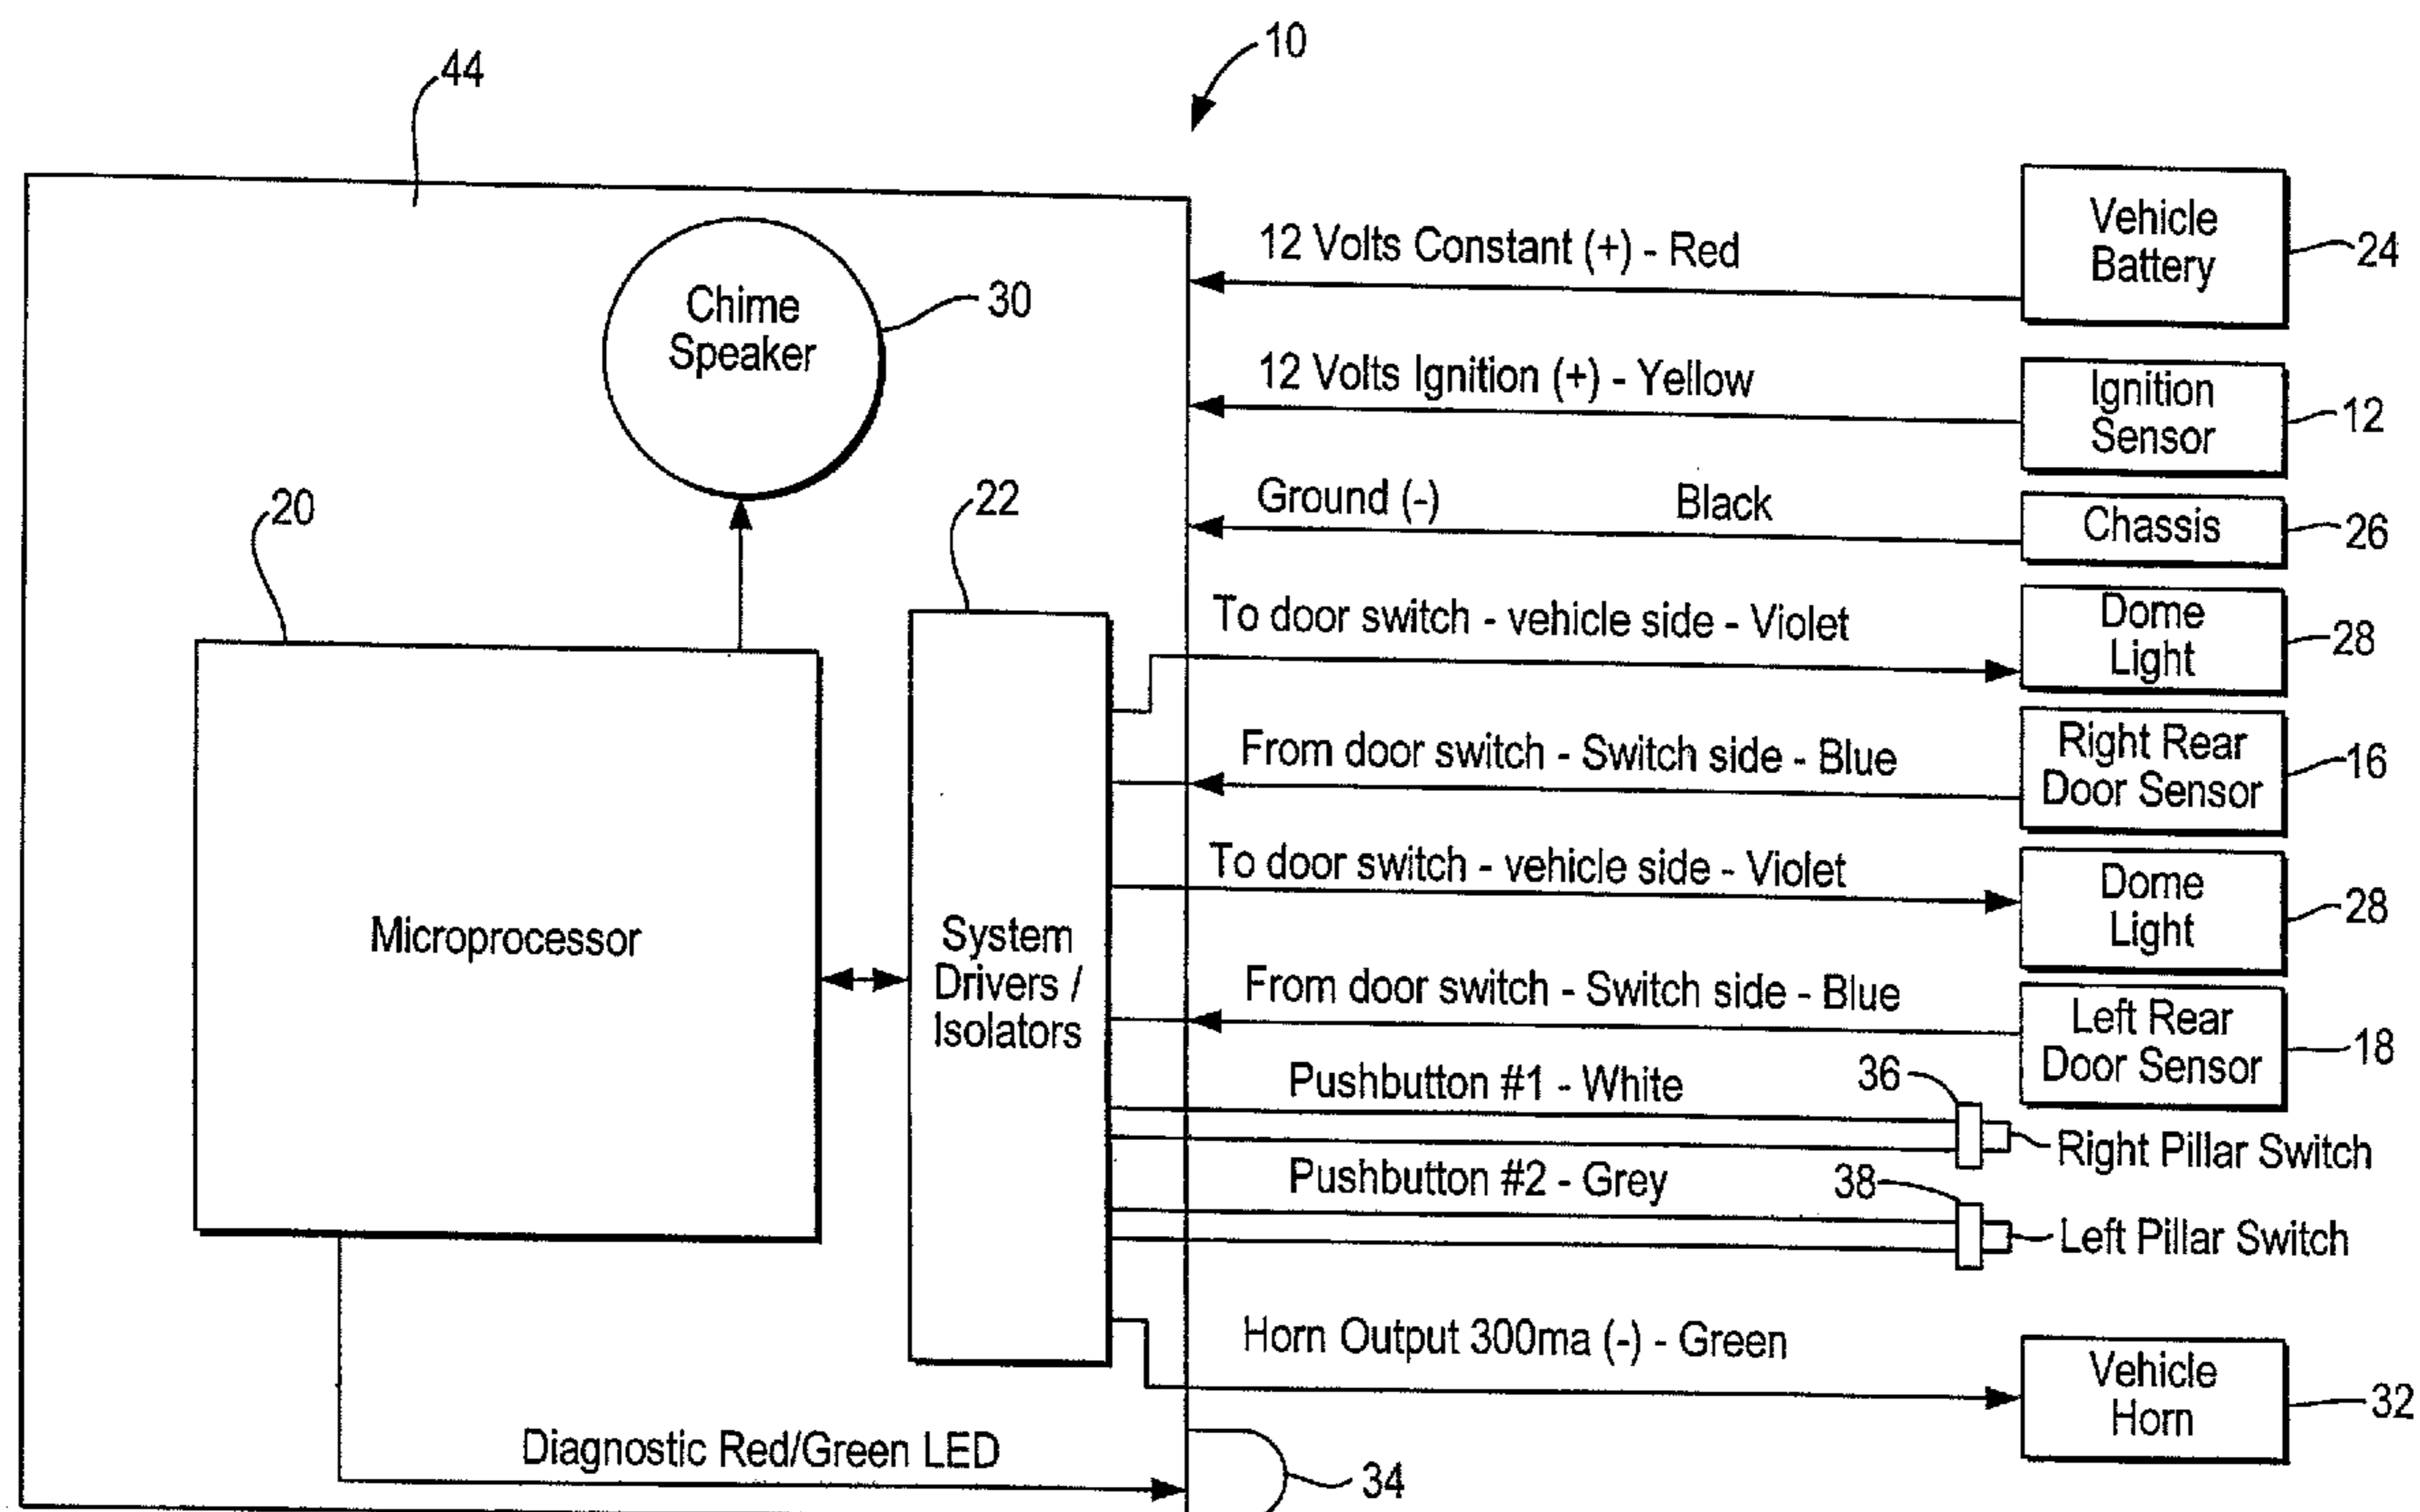 10
44
Vehicle
Battery
24
12 Volts Constant (+) - Red
Chime
Speaker
30
12 Volts Ignition (+) - Yellow
Ignition
Sensor
12
20
22
Ground (-) Black
Chassis
26
To door switch - vehicle side - Violet
Dome
Light
28
From door switch - Switch side - Blue
Right Rear
Door Sensor
16
To door switch - vehicle side - Violet
Dome
Light
28
Microprocessor
System
Drivers /
Isolators
From door switch - Switch side - Blue
Left Rear
Door Sensor
18
Pushbutton #1 - White
36
Right Pillar Switch
Pushbutton #2 - Grey
38
Left Pillar Switch
Horn Output 300ma (-) - Green
Vehicle
Horn
32
Diagnostic Red/Green LED
34